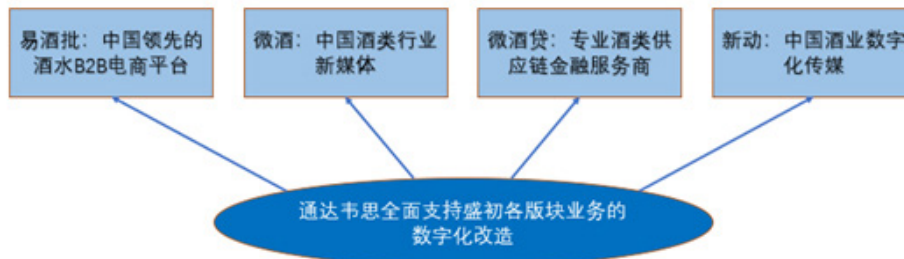 易酒批：中国领先的
酒水B2B电商平台
微酒：中国酒类行业
新媒体
微酒贷：专业酒类供
应链金融服务商
新动：中国酒业数字
化传媒
通达韦思全面支持盛初各版块业务的
数字化改造